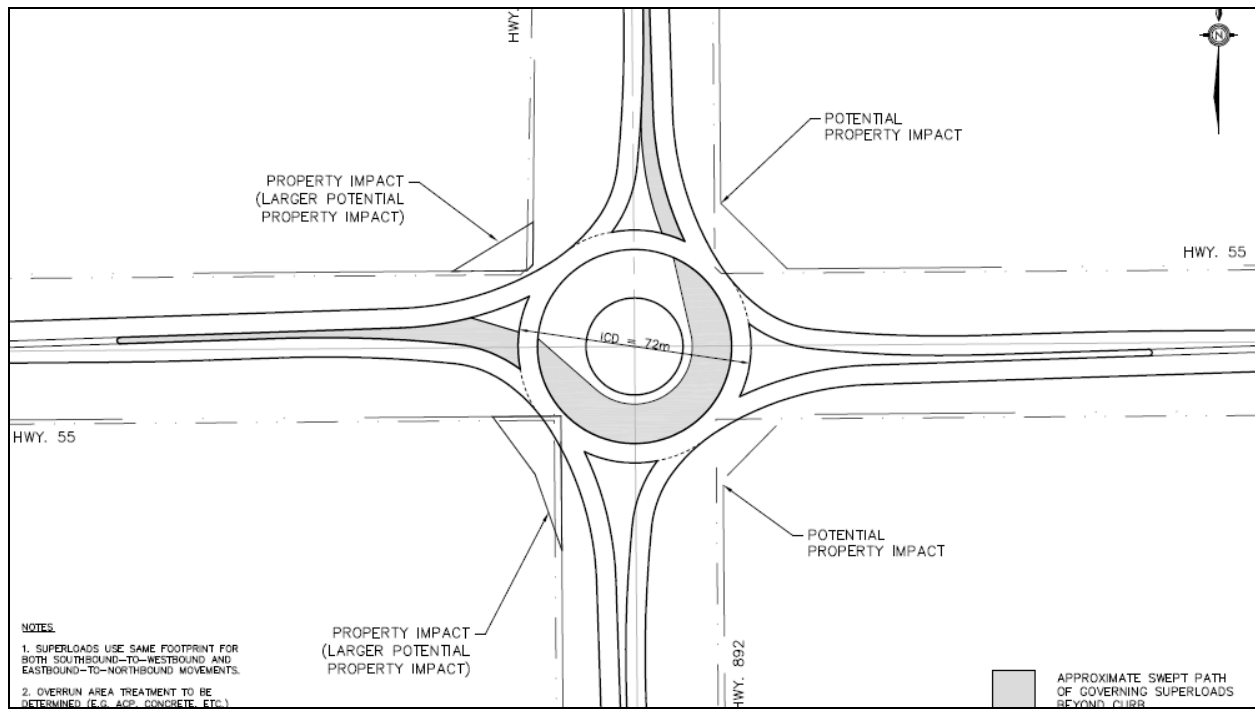 HWY.
N
POTENTIAL
PROPERTY IMPACT
PROPERTY IMPACT
(LARGER POTENTIAL
PROPERTY IMPACT)
HWY. 55
ICD = 72m
HWY. 55
POTENTIAL
PROPERTY IMPACT
PROPERTY IMPACT
(LARGER POTENTIAL
PROPERTY IMPACT)
HWY. 892
NOTES
1. SUPERLOADS USE SAME FOOTPRINT FOR
BOTH SOUTHBOUND-TO-WESTBOUND AND
EASTBOUND-TO-NORTHBOUND MOVEMENTS.
2. OVERRUN AREA TREATMENT TO BE
DETERMINED (E.G. ACP, CONCRETE, ETC.)
APPROXIMATE SWEPT PATH
OF GOVERNING SUPERLOADS
BEYOND CURB